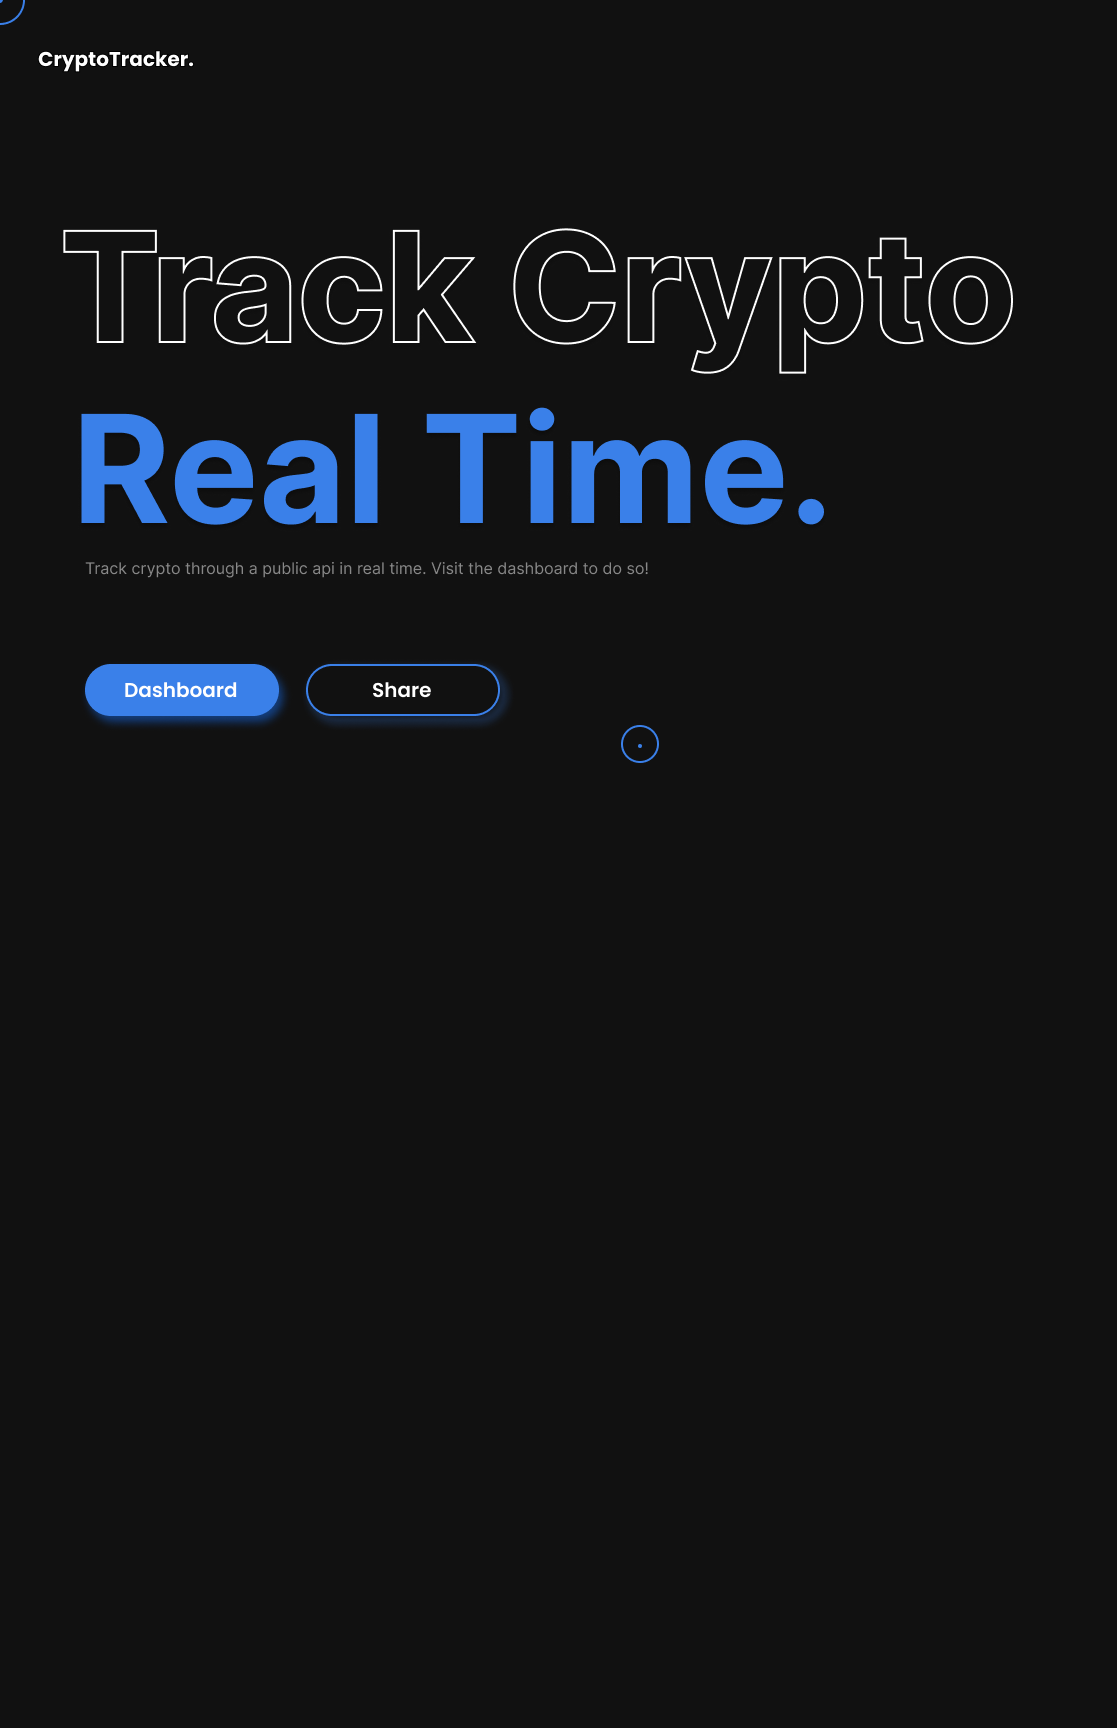 CryptoTracker.
Track Crypto
Real Time.
Track crypto through a public api in real time. Visit the dashboard to do so!
Dashboard
Share